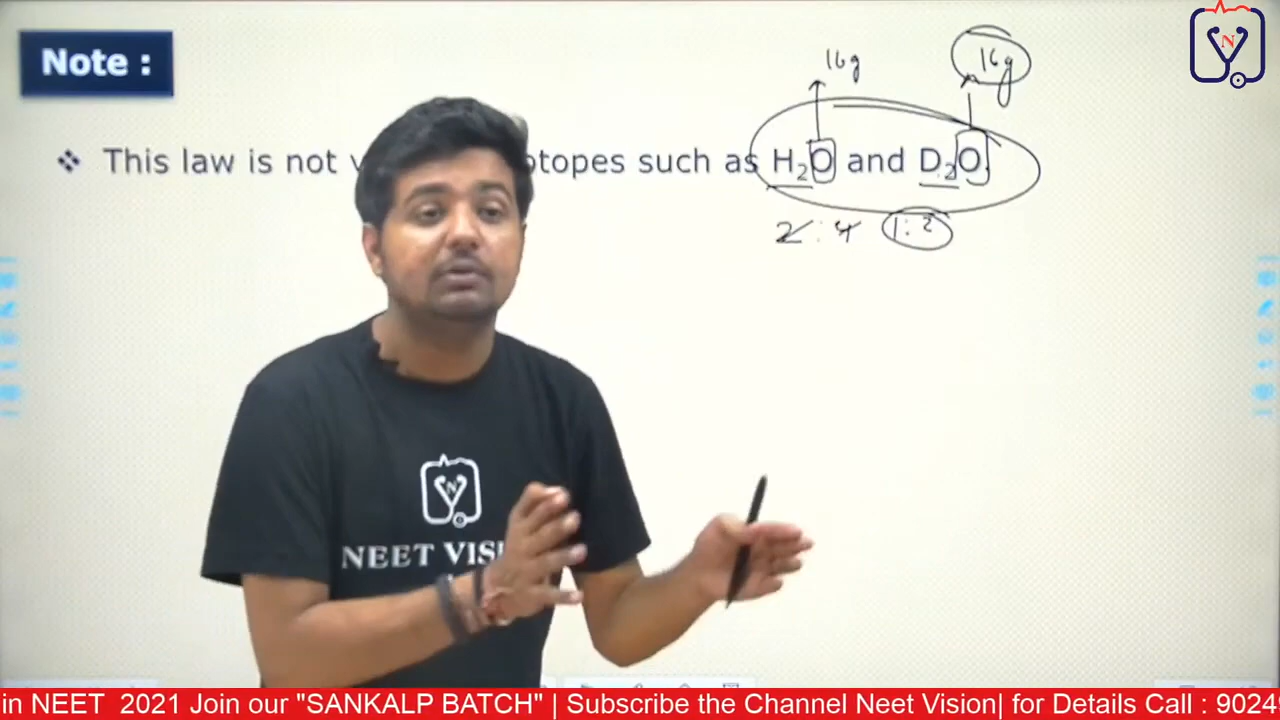 Note :
16g
16g
N
❖ This law is not v otopes such as H₂O and D₂O.
2 : 4 1 : 2
N
NEET VISI
in NEET 2021 Join our "SANKALP BATCH" | Subscribe the Channel Neet Vision| for Details Call : 9024